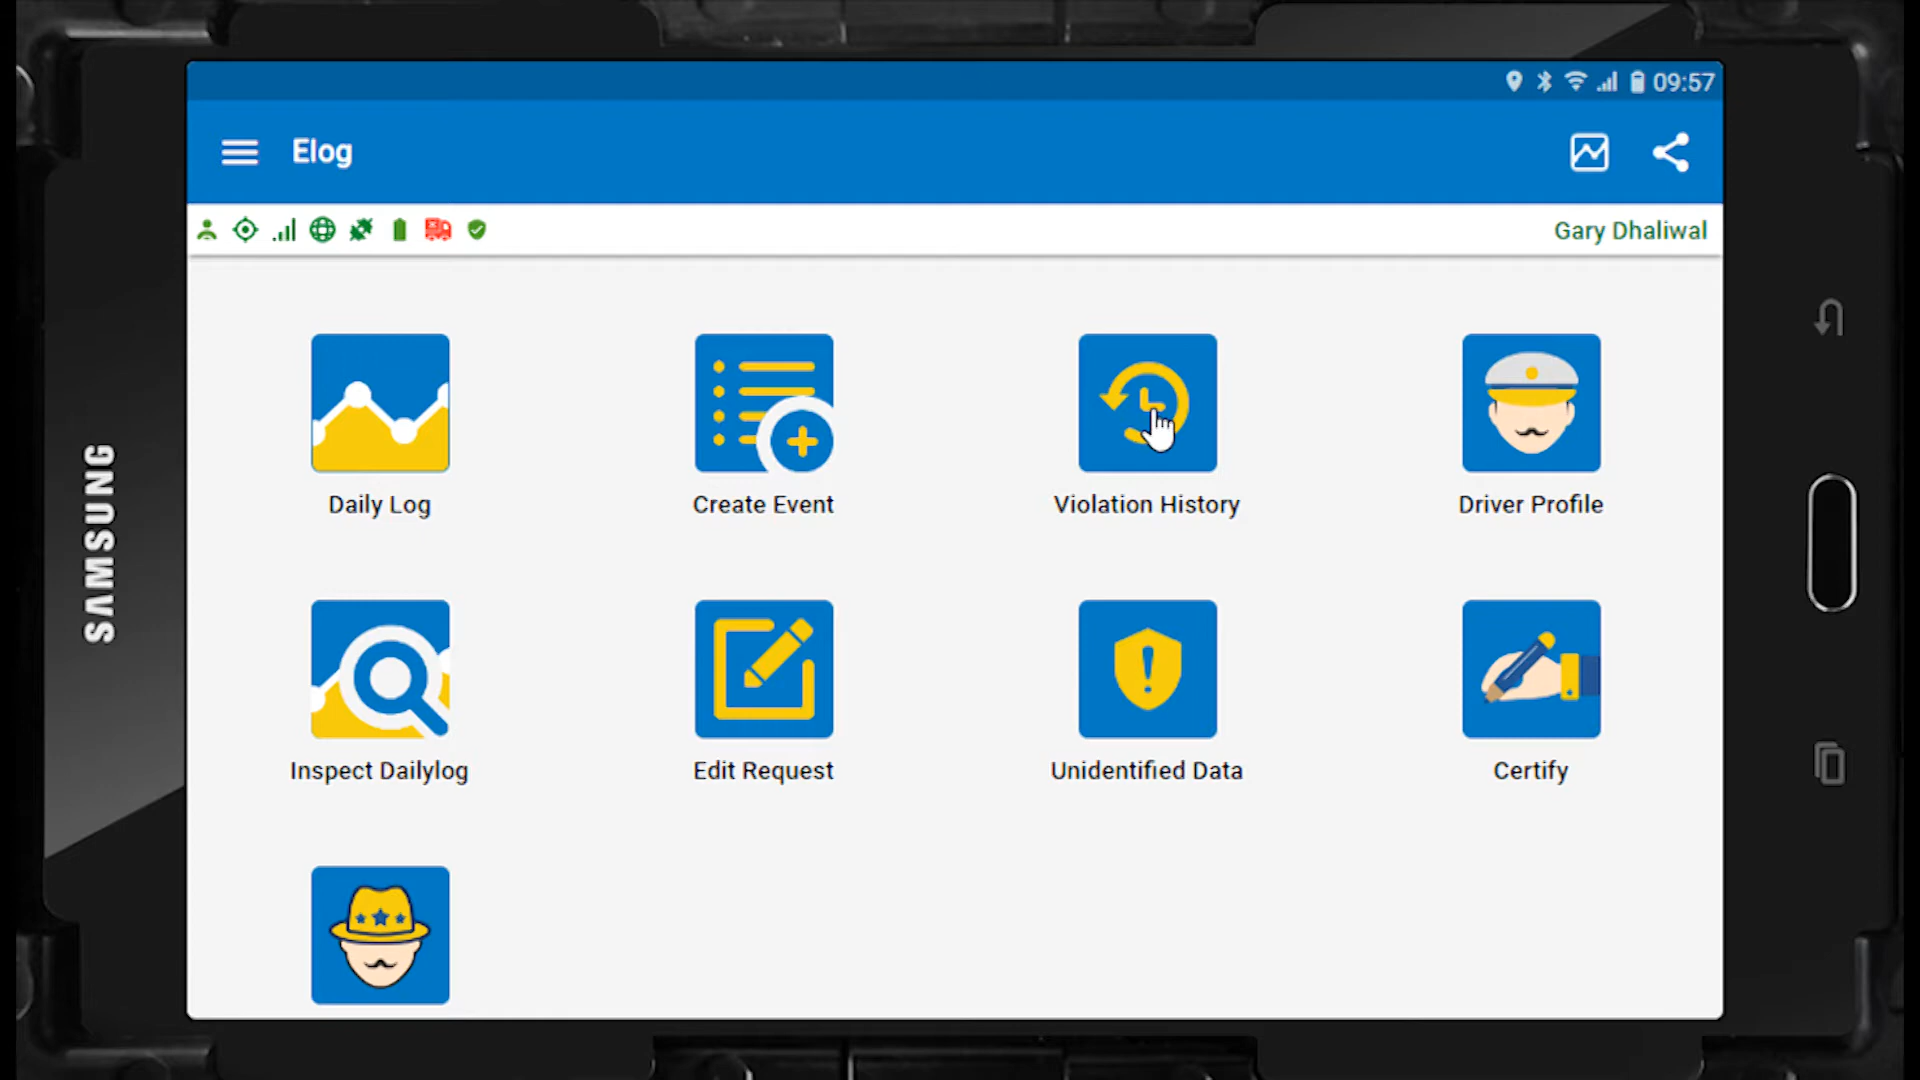 09:57
Elog
Gary Dhaliwal
SAMSUNG
Daily Log
Create Event
Violation History
Driver Profile
Inspect Dailylog
Edit Request
Unidentified Data
Certify